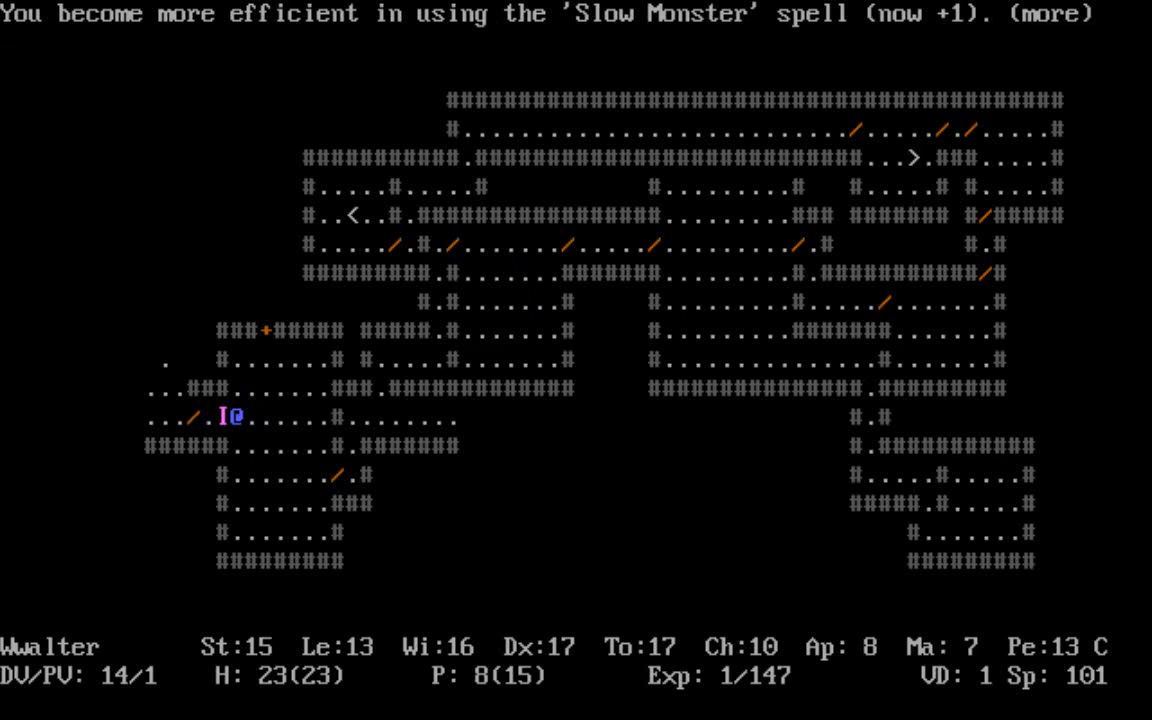 You become more efficient in using the 'Slow Monster' spell (now +1). (more)
Wwalter St:15 Le:13 Wi:16 Dx:17 To:17 Ch:10 Ap: 8 Ma: 7 Pe:13 C
DV/PV: 14/1 H: 23(23) P: 8(15) Exp: 1/147 VD: 1 Sp: 101